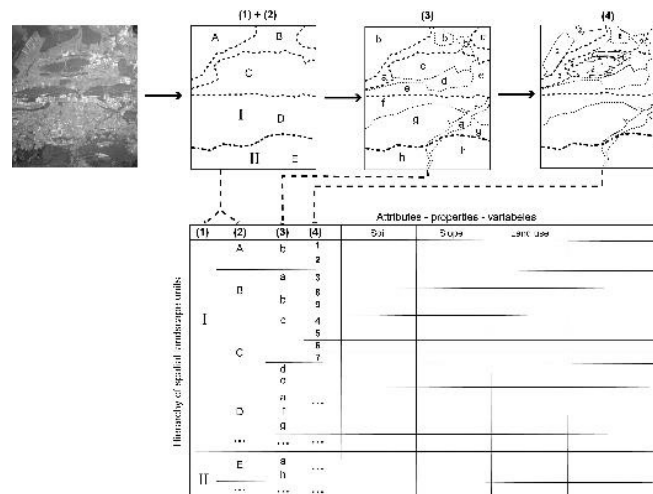 (1) + (2)
(3)
(4)
A
B
C
I
D
II
E
b
b
c
a
c
d
e
e
f
g
a
g
h
h
Attributes - properties - variabeles
(1) (2) (3) (4) Soil Slope Land use
Hierarchy of spatial landscape units
A b 1
2
a 3
B 8
b 9
I c 4
5
6
C 7
d
c
a ...
D f
g
... ... ...
E a ...
II h
... ... ...